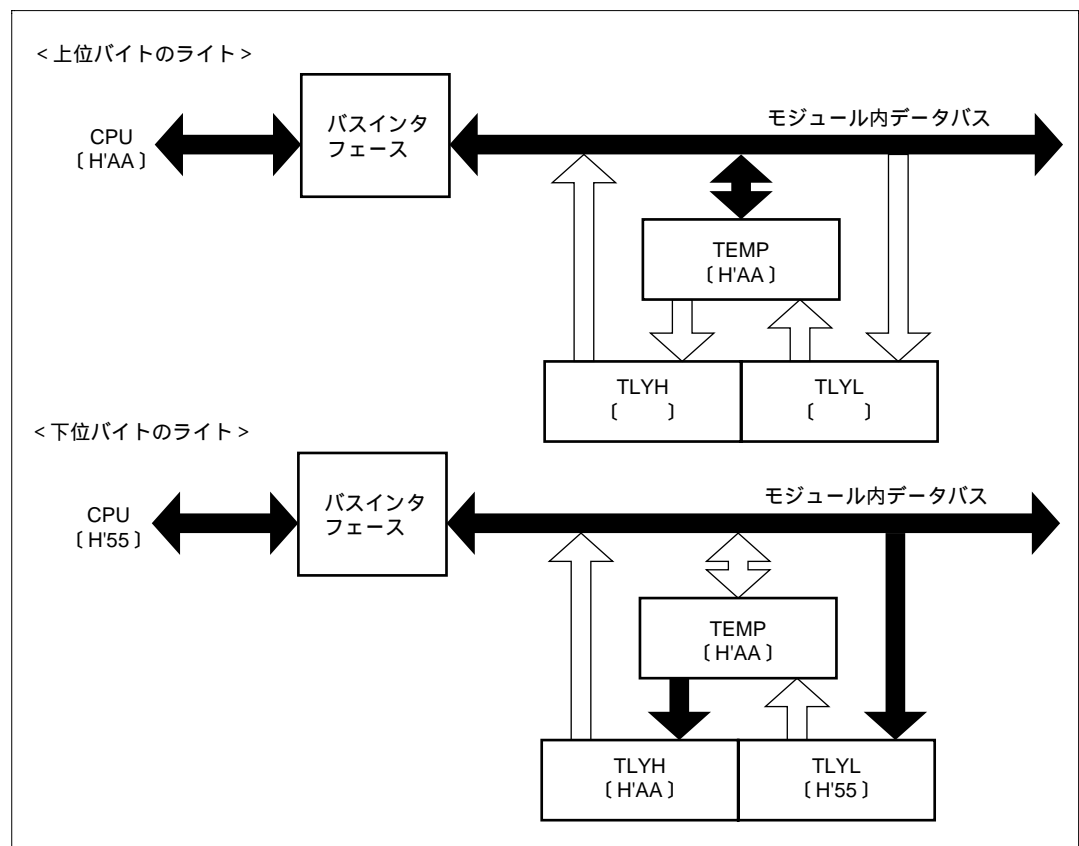 <上位バイトのライト>
モジュール内データバス
CPU
〔 H'AA 〕
バスインタ
フェース
TEMP
〔 H'AA 〕
TLYH
〔　　〕
TLYL
〔　　〕
<下位バイトのライト>
モジュール内データバス
CPU
〔 H'55 〕
バスインタ
フェース
TEMP
〔 H'AA 〕
TLYH
〔 H'AA 〕
TLYL
〔 H'55 〕